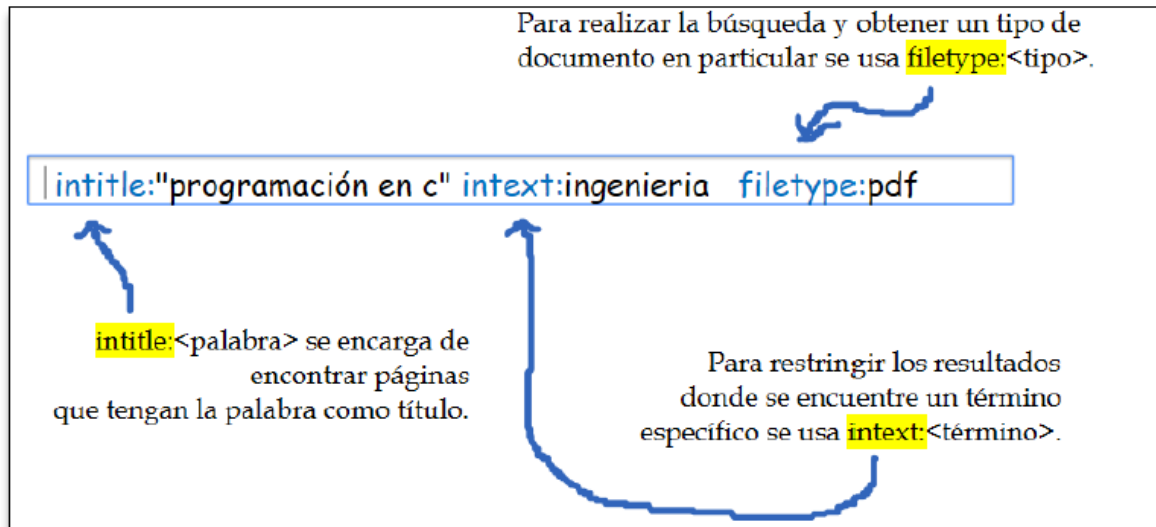 Para realizar la búsqueda y obtener un tipo de
documento en particular se usa filetype:<tipo>.
intitle:"programación en c" intext:ingenieria filetype:pdf
intitle:<palabra> se encarga de
encontrar páginas
que tengan la palabra como título.
Para restringir los resultados
donde se encuentre un término
específico se usa intext:<término>.